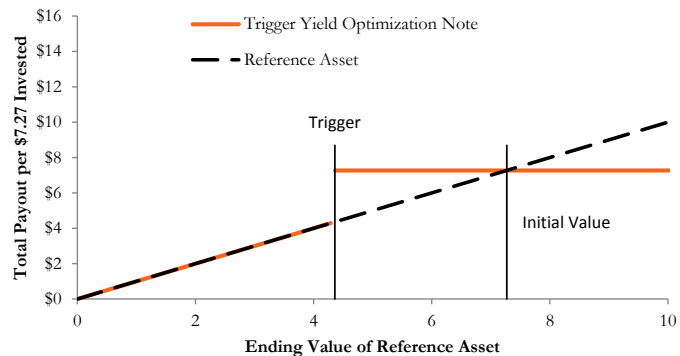 $16
$14
$12
$10
$8
$6
$4
$2
$0
Total Payout per $7.27 Invested
Trigger Yield Optimization Note
Reference Asset
Trigger
Initial Value
0 2 4 6 8 10
Ending Value of Reference Asset